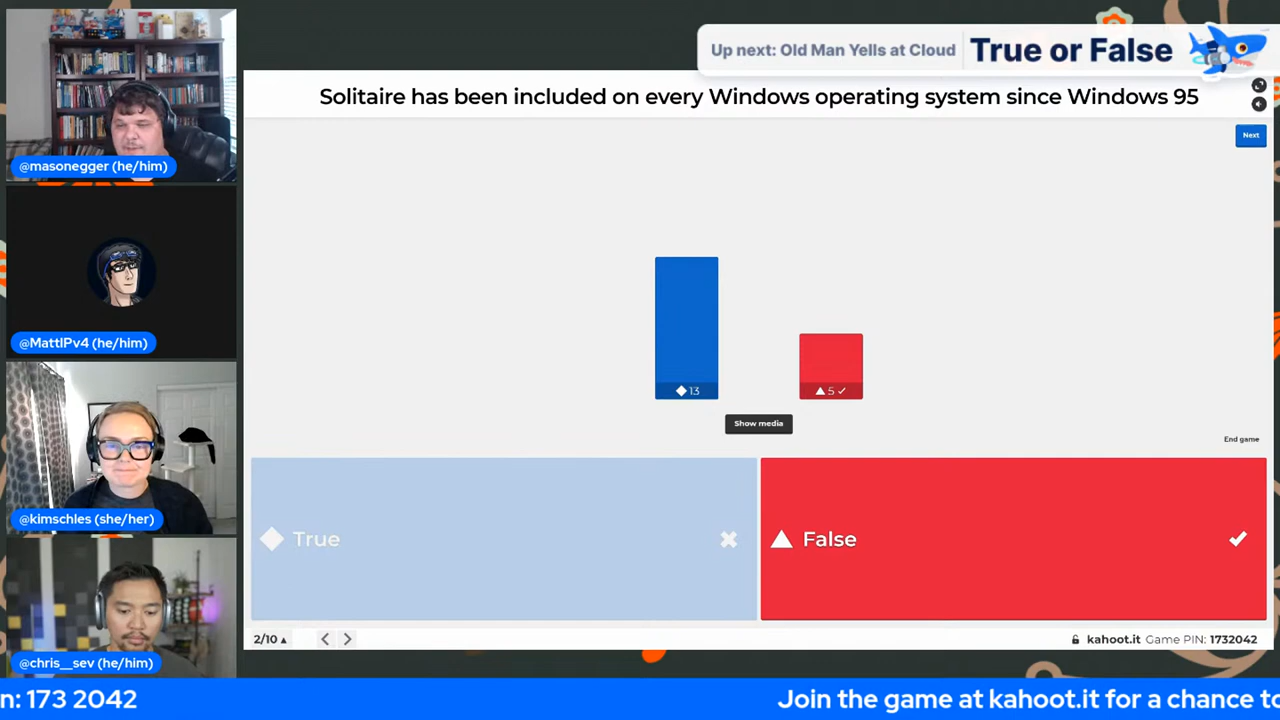 Up next: Old Man Yells at Cloud
True or False
Solitaire has been included on every Windows operating system since Windows 95
Next
@masonegger (he/him)
@MattIPv4 (he/him)
@kimschles (she/her)
@chris__sev (he/him)
13
5
Show media
End game
True
False
2/10
kahoot.it Game PIN: 1732042
n: 173 2042
Join the game at kahoot.it for a chance to